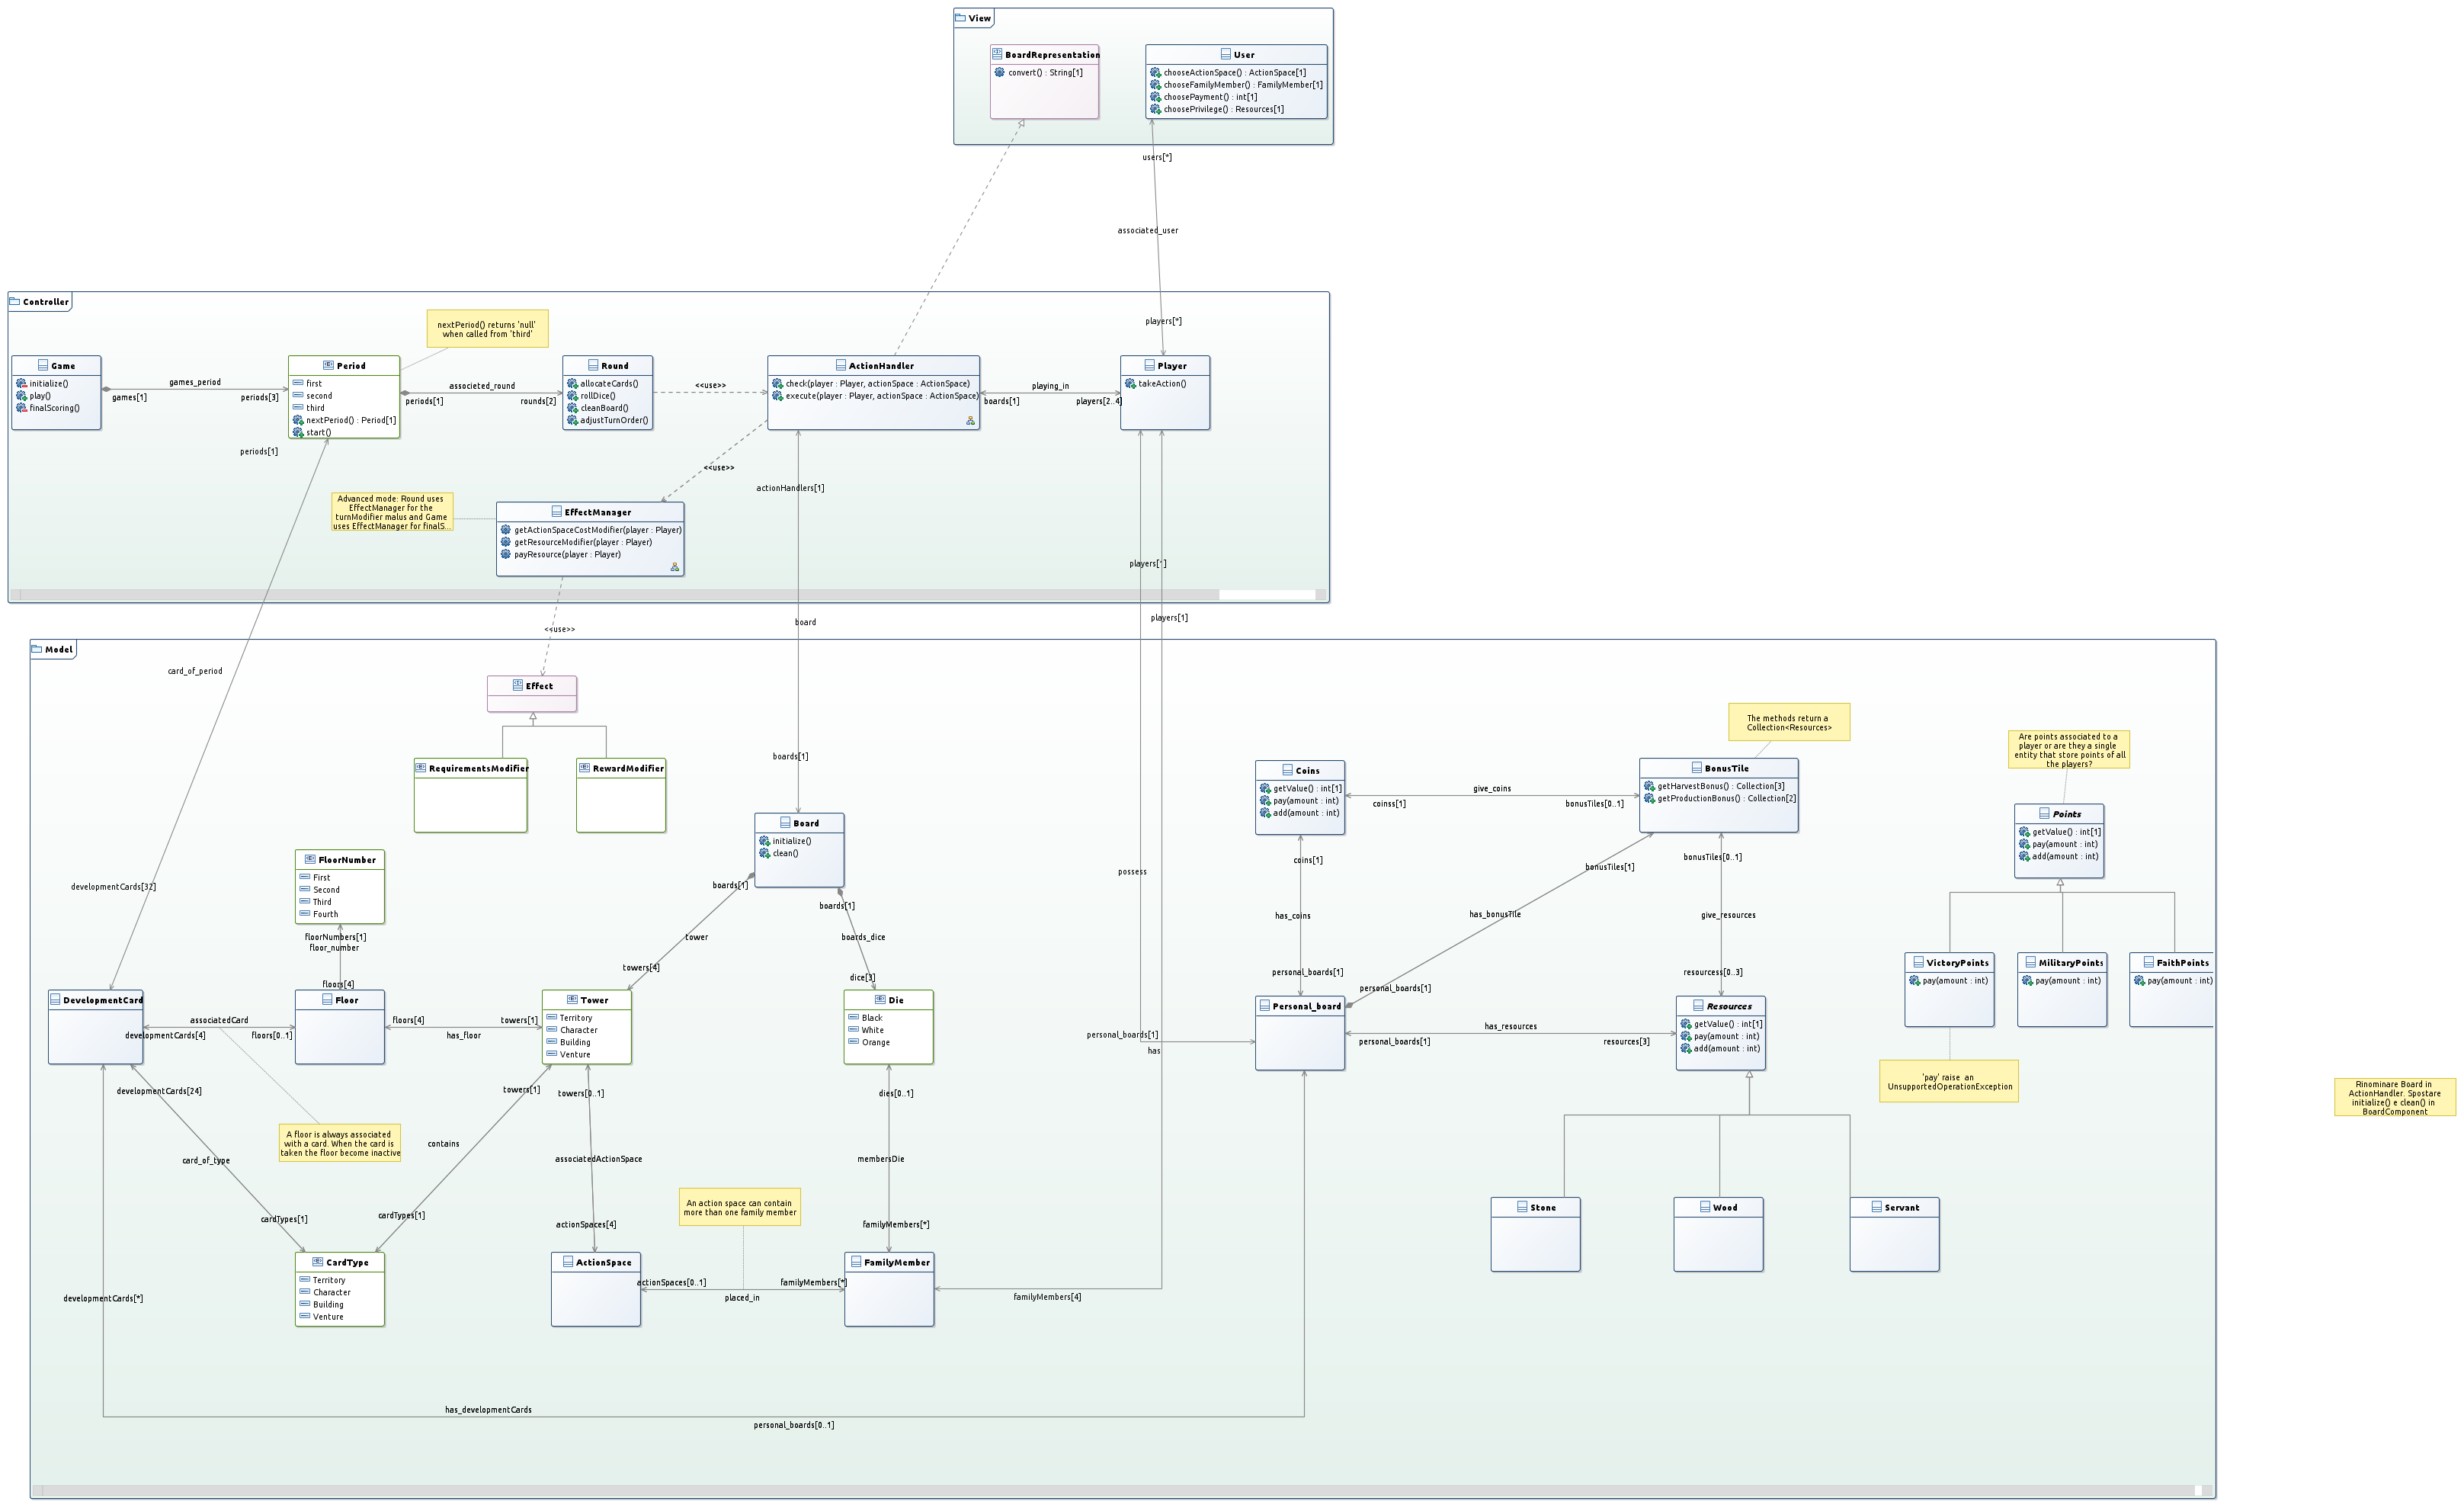 View
BoardRepresentation
convert() : String[1]
User
chooseActionSpace() : ActionSpace[1]
chooseFamilyMember() : FamilyMember[1]
choosePayment() : int[1]
choosePrivilege() : Resources[1]
users[*]
associated_user
players[*]
Controller
nextPeriod() returns 'null'
when called from 'third'
Game
initialize()
play()
finalScoring()
games_period
games[1]
periods[3]
Period
first
second
third
nextPeriod() : Period[1]
start()
associated_round
periods[1]
rounds[2]
Round
allocateCards()
rollDice()
cleanBoard()
adjustTurnOrder()
<<use>>
ActionHandler
check(player : Player, actionSpace : ActionSpace)
execute(player : Player, actionSpace : ActionSpace)
playing_in
boards[1]
players[2..4]
Player
takeAction()
periods[1]
<<use>>
actionHandlers[1]
Advanced mode: Round uses
EffectManager for the
turnModifier malus and Game
uses EffectManager for finalS...
EffectManager
getActionSpaceCostModifier(player : Player)
getResourceModifier(player : Player)
payResource(player : Player)
players[1]
<<use>>
board
players[1]
Model
card_of_period
Effect
RequirementsModifier
RewardModifier
boards[1]
Board
initialize()
clean()
boards[1]
boards[1]
tower
boards_dice
towers[4]
dice[3]
FloorNumber
First
Second
Third
Fourth
floorNumbers[1]
floor_number
floors[4]
developmentCards[32]
DevelopmentCard
associatedCard
developmentCards[4]
floors[0..1]
Floor
floors[4]
towers[1]
has_floor
Tower
Territory
Character
Building
Venture
Die
Black
White
Orange
developmentCards[24]
towers[1]
towers[0..1]
dies[0..1]
A floor is always associated
with a card. When the card is
taken the floor become inactive
card_of_type
contains
associatedActionSpace
membersDie
An action space can contain
more than one family member
cardTypes[1]
cardTypes[1]
actionSpaces[4]
familyMembers[*]
CardType
Territory
Character
Building
Venture
ActionSpace
actionSpaces[0..1]
familyMembers[*]
placed_in
FamilyMember
familyMembers[4]
developmentCards[*]
has_developmentCards
personal_boards[0..1]
possess
personal_boards[1]
has
Coins
getValue() : int[1]
pay(amount : int)
add(amount : int)
give_coins
coinss[1]
bonusTiles[0..1]
The methods return a
Collection<Resources>
BonusTile
getHarvestBonus() : Collection[3]
getProductionBonus() : Collection[2]
coins[1]
bonusTiles[1]
bonusTiles[0..1]
has_coins
has_bonusTile
give_resources
personal_boards[1]
personal_boards[1]
resourcess[0..3]
Personal_board
has_resources
personal_boards[1]
resources[3]
Resources
getValue() : int[1]
pay(amount : int)
add(amount : int)
Stone
Wood
Servant
Are points associated to a
player or are they a single
entity that store points of all
the players?
Points
getValue() : int[1]
pay(amount : int)
add(amount : int)
VictoryPoints
pay(amount : int)
MilitaryPoints
pay(amount : int)
FaithPoints
pay(amount : int)
'pay' raise an
UnsupportedOperationException
Rinominare Board in
ActionHandler. Spostare
initialize() e clean() in
BoardComponent